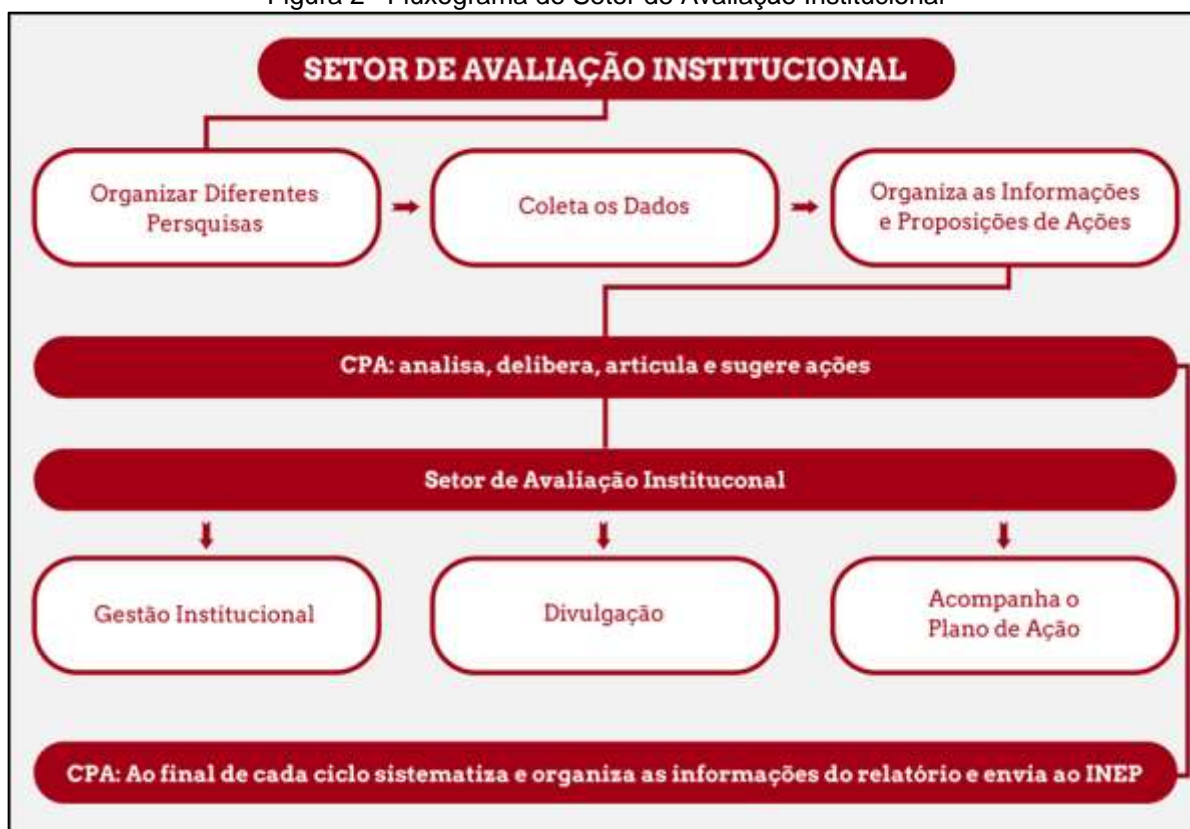 Figura 2 - Fluxograma do Setor de Avaliação Institucional
SETOR DE AVALIAÇÃO INSTITUCIONAL
Organizar Diferentes
Persquisas
Coleta os Dados
Organiza as Informações
e Proposições de Ações
CPA: analisa, delibera, articula e sugere ações
Setor de Avaliação Instituconal
Gestão Institucional
Divulgação
Acompanha o
Plano de Ação
CPA: Ao final de cada ciclo sistematiza e organiza as informações do relatório e envia ao INEP